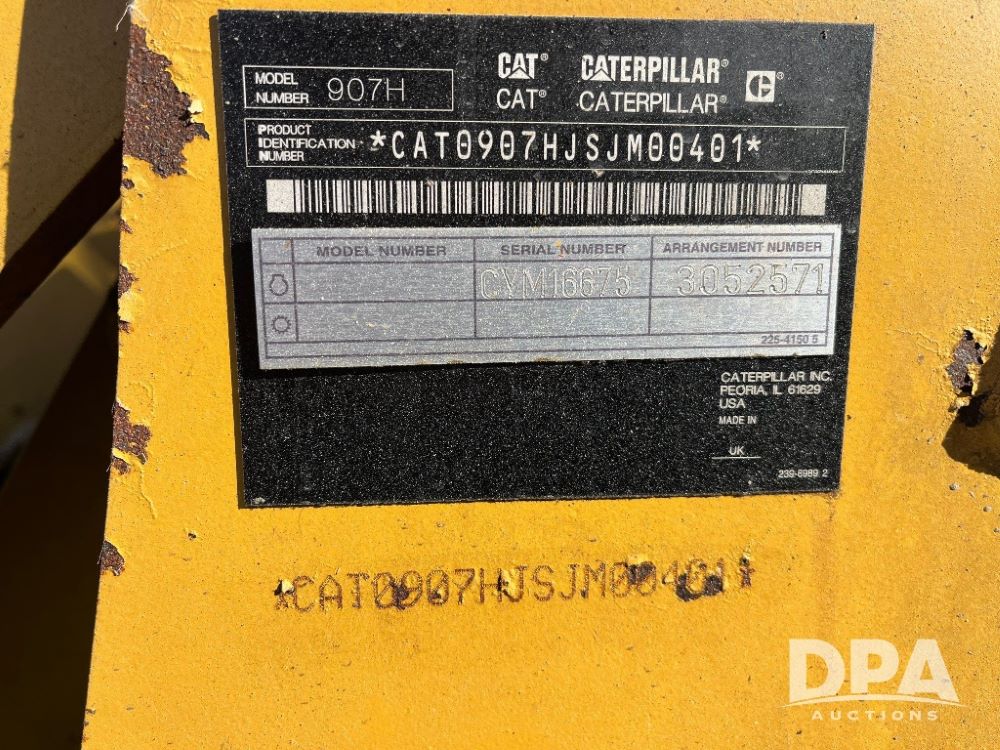 CAT® CATERPILLAR®
CAT® CATERPILLAR®
MODEL NUMBER 907H
PRODUCT IDENTIFICATION NUMBER *CAT0907HJSJM00401*
MODEL NUMBER SERIAL NUMBER ARRANGEMENT NUMBER
CYM16675 3052571
225-4150 5
CATERPILLAR INC.
PEORIA, IL 61629
USA
MADE IN
UK
239-6989 2
*CAT0907HJSJM00401*
DPA
AUCTIONS